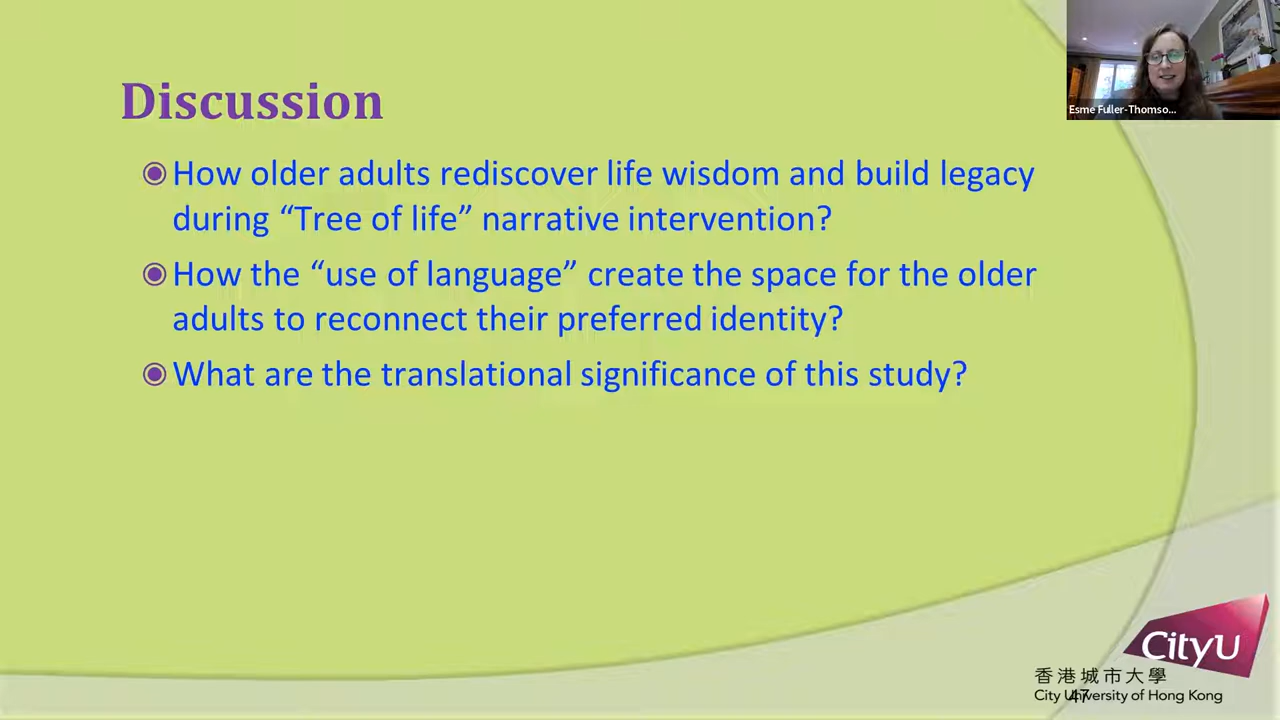 Discussion
How older adults rediscover life wisdom and build legacy
during “Tree of life” narrative intervention?
How the “use of language” create the space for the older
adults to reconnect their preferred identity?
What are the translational significance of this study?
Esme Fuller-Thomso...
CityU
香港城市大學
City University of Hong Kong
47